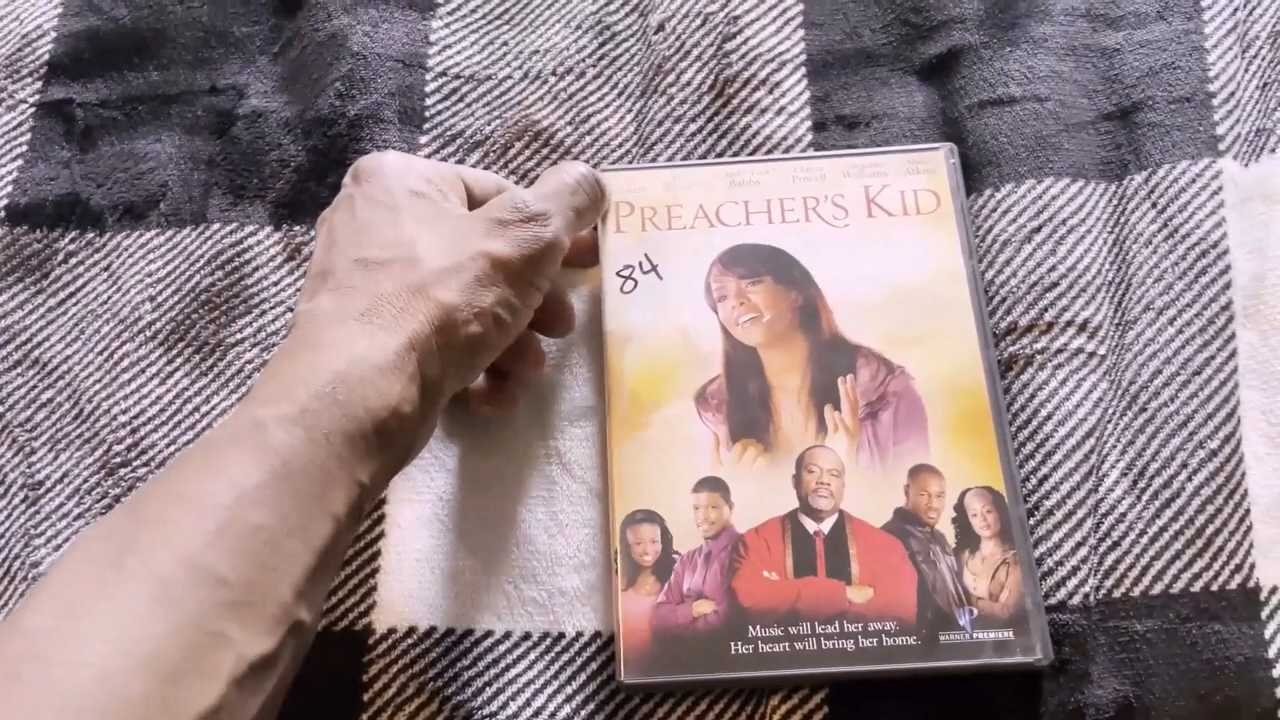 Powell Williams Atkins
PREACHER'S KID
84
Music will lead her away.
Her heart will bring her home.
WARNER PREMIERE